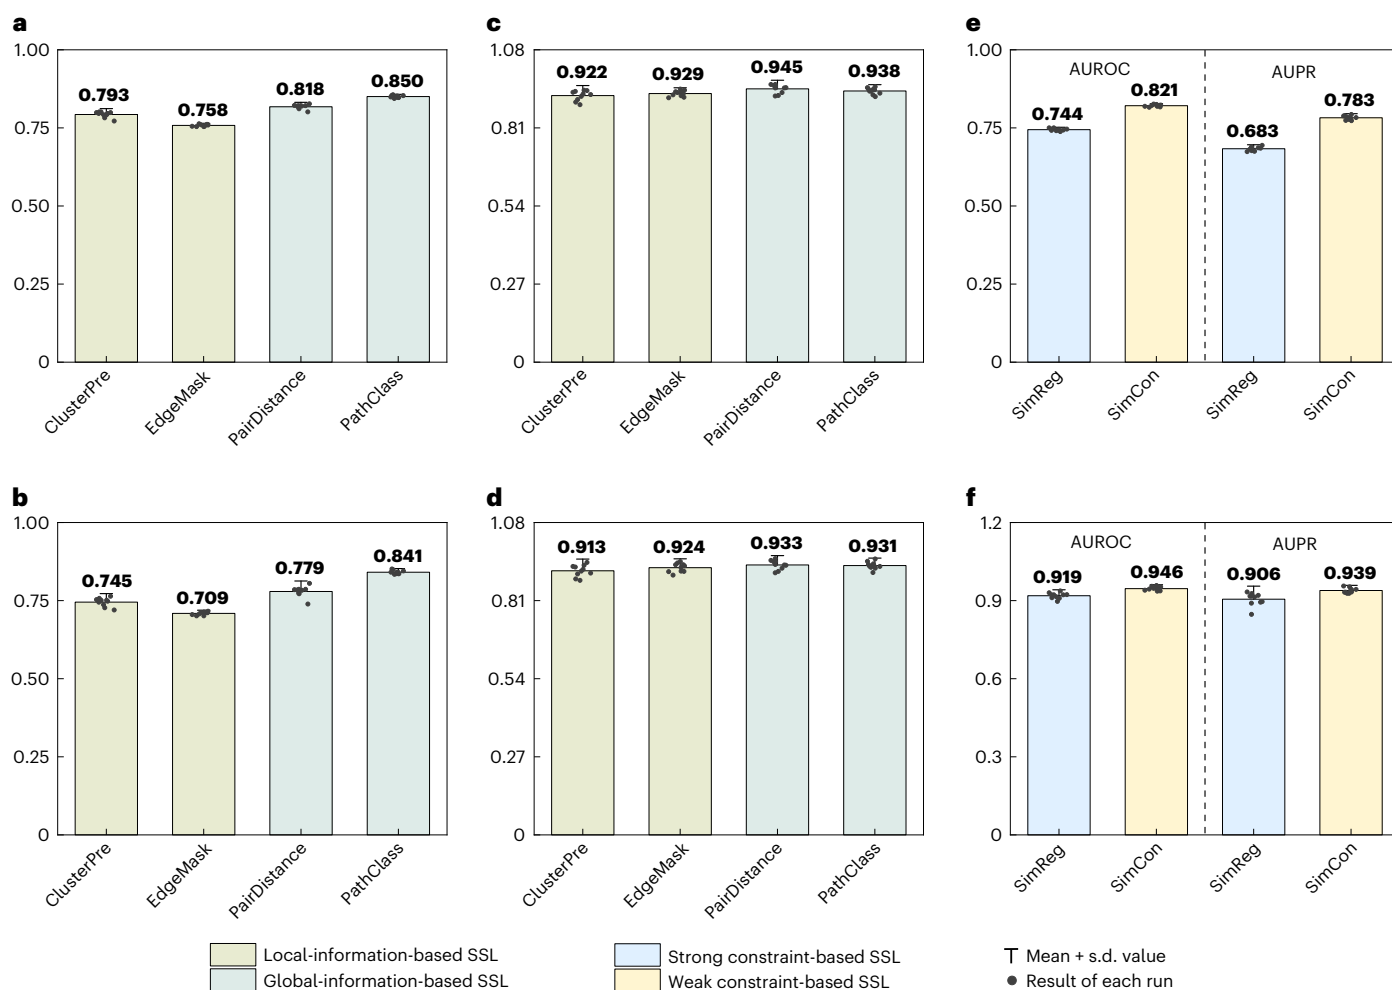 a
1.00
0.75
0.50
0.25
0
0.793
0.758
0.818
0.850
ClusterPre
EdgeMask
PairDistance
PathClass
c
1.08
0.81
0.54
0.27
0
0.922
0.929
0.945
0.938
ClusterPre
EdgeMask
PairDistance
PathClass
e
1.00
0.75
0.50
0.25
0
AUROC
AUPR
0.744
0.821
0.683
0.783
SimReg
SimCon
SimReg
SimCon
b
1.00
0.75
0.50
0.25
0
0.745
0.709
0.779
0.841
ClusterPre
EdgeMask
PairDistance
PathClass
d
1.08
0.81
0.54
0.27
0
0.913
0.924
0.933
0.931
ClusterPre
EdgeMask
PairDistance
PathClass
f
1.2
0.9
0.6
0.3
0
AUROC
AUPR
0.919
0.946
0.906
0.939
SimReg
SimCon
SimReg
SimCon
Local-information-based SSL
Global-information-based SSL
Strong constraint-based SSL
Weak constraint-based SSL
Mean + s.d. value
Result of each run